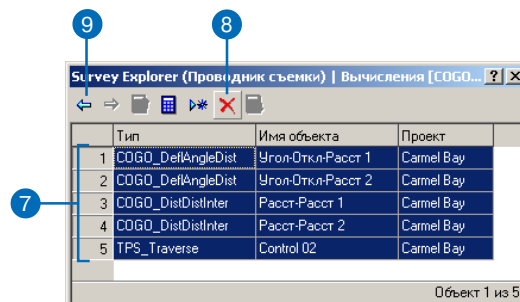 9 8
Survey Explorer (Проводник съемки) | Вычисления [COGO... ? X
Тип Имя объекта Проект
1 COGO_DeflAngleDist Угол-Откл-Расст 1 Carmel Bay
2 COGO_DeflAngleDist Угол-Откл-Расст 2 Carmel Bay
7
3 COGO_DistDistInter Расст-Расст 1 Carmel Bay
4 COGO_DistDistInter Расст-Расст 2 Carmel Bay
5 TPS_Traverse Control 02 Carmel Bay
Объект 1 из 5